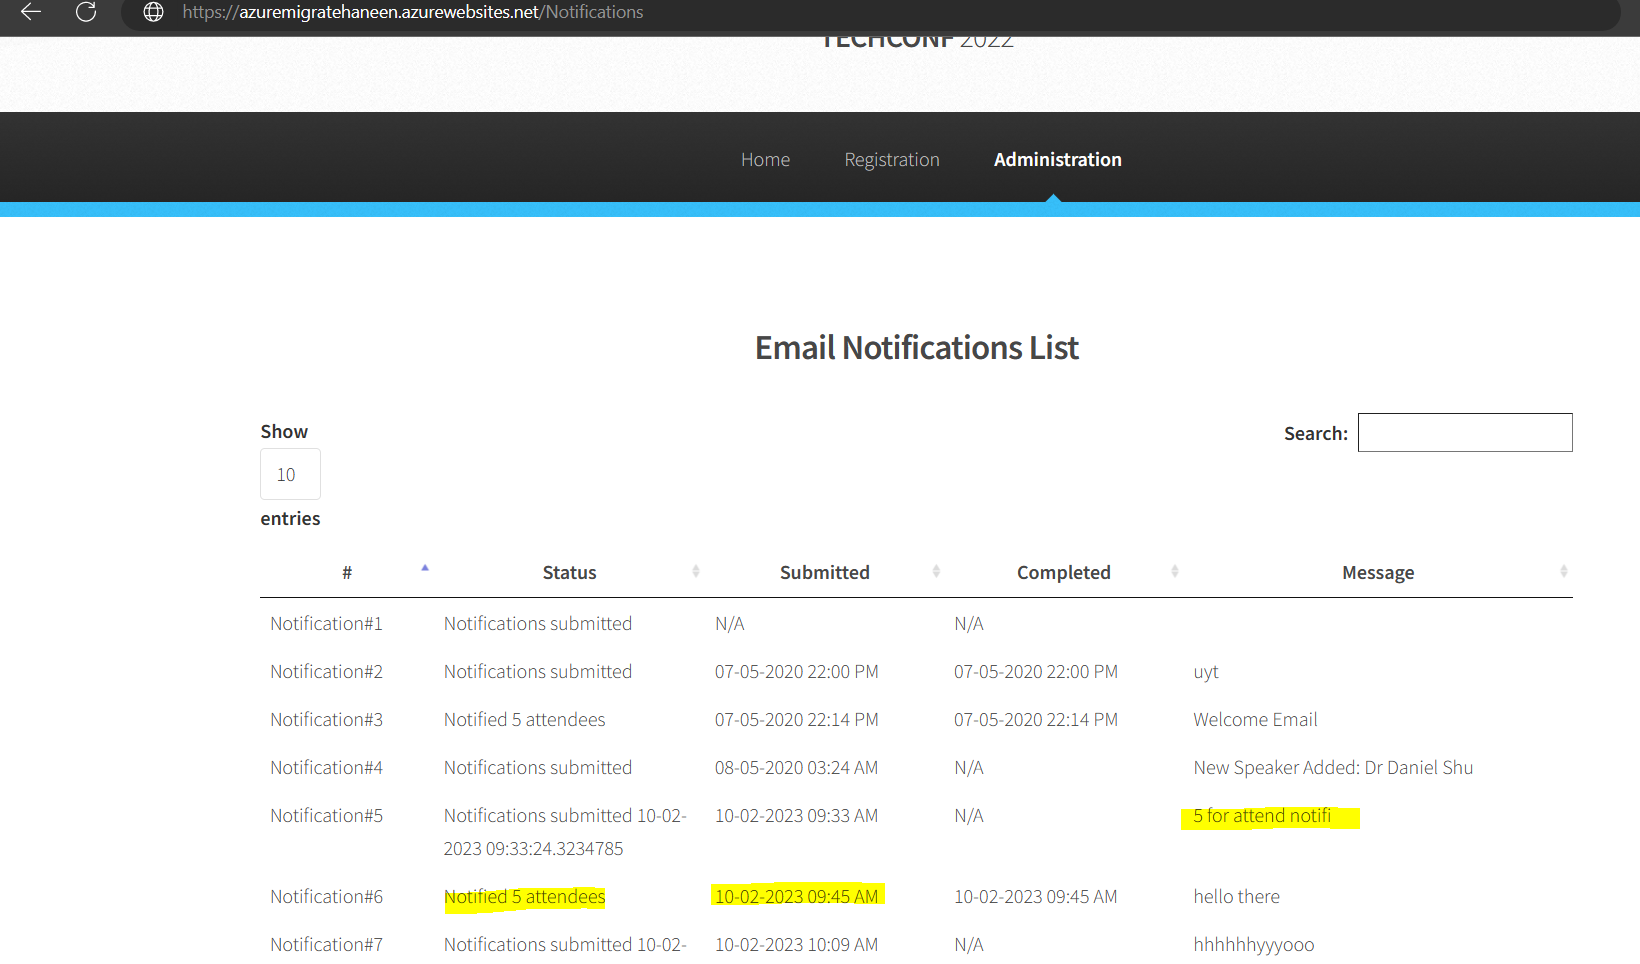 https://azuremigratehaneen.azurewebsites.net/Notifications
TECHCONF 2022
Home Registration Administration
Email Notifications List
Show
10
entries
Search:
# Status Submitted Completed Message
Notification#1 Notifications submitted N/A N/A
Notification#2 Notifications submitted 07-05-2020 22:00 PM 07-05-2020 22:00 PM uyt
Notification#3 Notified 5 attendees 07-05-2020 22:14 PM 07-05-2020 22:14 PM Welcome Email
Notification#4 Notifications submitted 08-05-2020 03:24 AM N/A New Speaker Added: Dr Daniel Shu
Notification#5 Notifications submitted 10-02- 10-02-2023 09:33 AM N/A 5 for attend notifi
2023 09:33:24.3234785
Notification#6 Notified 5 attendees 10-02-2023 09:45 AM 10-02-2023 09:45 AM hello there
Notification#7 Notifications submitted 10-02- 10-02-2023 10:09 AM N/A hhhhhhyyyooo